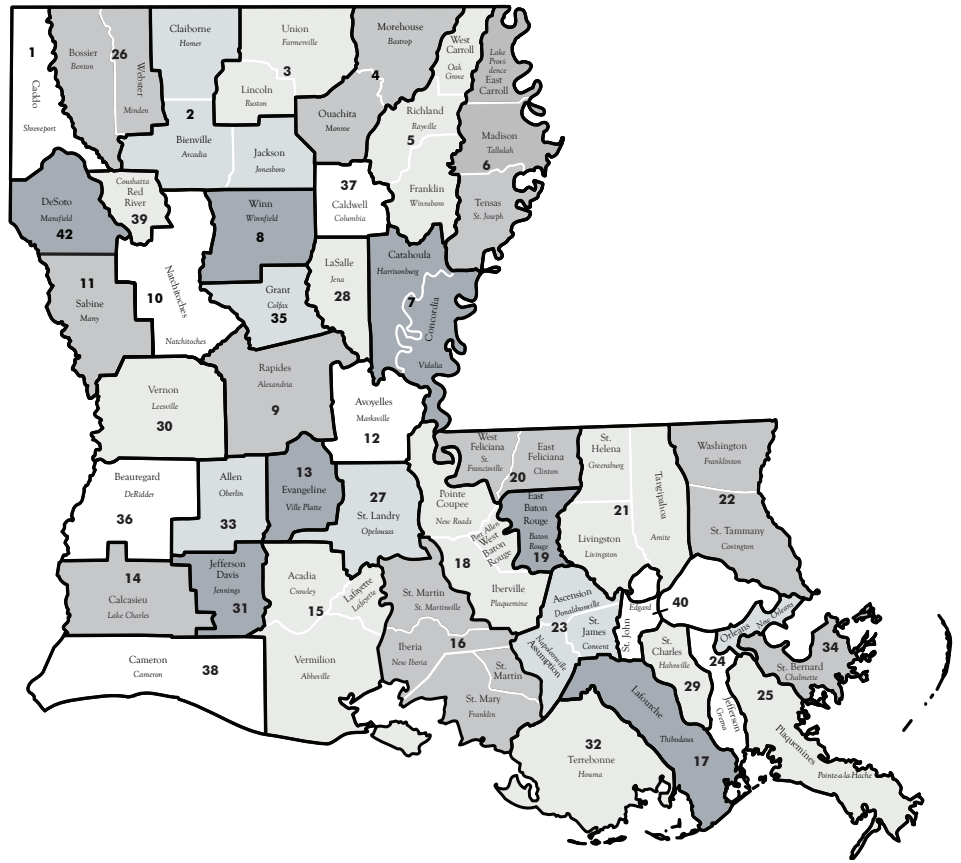 1
Caddo
Shreveport
Bossier
Benton
26
Webster
Minden
Claiborne
Homer
2
Bienville
Arcadia
Jackson
Jonesboro
Union
Farmesville
3
Lincoln
Ruston
Morehouse
Bastrop
4
Ouachita
Monroe
West
Carroll
Oak
Grove
Richland
Rayville
5
Franklin
Winnsboro
Lake
Provi
dence
East
Carroll
Madison
Tallulah
6
Tensas
St. Joseph
DeSoto
Mansfield
42
Coushatta
Red
River
39
37
Caldwell
Columbia
Winn
Winnfield
8
11
Sabine
Many
10
Natchitoches
Natchitoches
Grant
Colfax
35
LaSalle
Jena
28
Catahoula
Harrisonburg
7
Concordia
Vidalia
Vernon
Leesville
30
Rapides
Alexandria
9
Avoyelles
Marksville
12
Beauregard
DeRidder
36
Allen
Oberlin
33
13
Evangeline
Ville Platte
27
St. Landry
Opelousas
Pointe
Coupee
New Roads
Port Allen
West
Baton
Rouge
18
Iberville
Plaquemine
West
Feliciana
St.
Francisville
East
Feliciana
Clinton
20
East
Baton
Rouge
Baton
Rouge
19
St.
Helena
Greensburg
21
Livingston
Livingston
Tangipahoa
Amite
Washington
Franklinton
22
St. Tammany
Covington
14
Calcasieu
Lake Charles
Jefferson
Davis
Jennings
31
Acadia
Crowley
15
Lafayette
Lafayette
Vermilion
Abbeville
Cameron
Cameron
38
St. Martin
St. Martinville
16
Iberia
New Iberia
St.
Martin
St. Mary
Franklin
Ascension
Donaldsonville
23
St.
James
Convent
Napoleonville
Assumption
Edgard
St. John
40
St.
Charles
Hahnville
29
24
Jefferson
Gretna
Orleans
New Orleans
St. Bernard
Chalmette
34
25
Plaquemines
Pointe-a-la-Hache
Lafourche
Thibodaux
17
32
Terrebonne
Houma